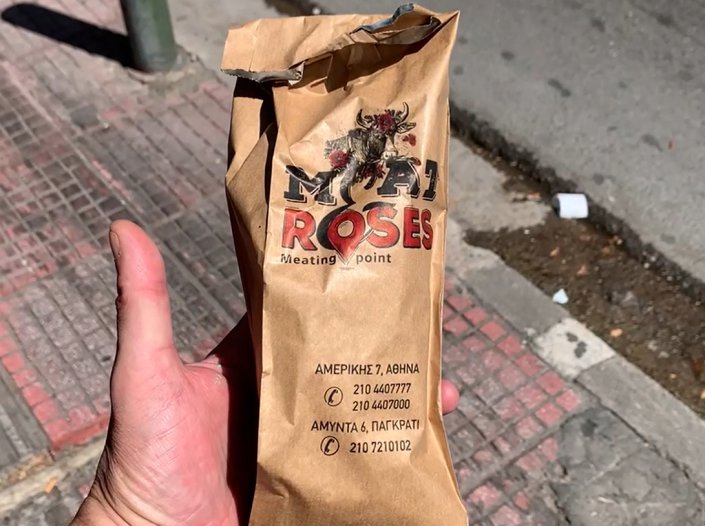 MEAT
ROSES
Meating point
ΑΜΕΡΙΚΗΣ 7, ΑΘΗΝΑ
210 4407777
210 4407000
ΑΜΥΝΤΑ 6, ΠΑΓΚΡΑΤΙ
210 7210102